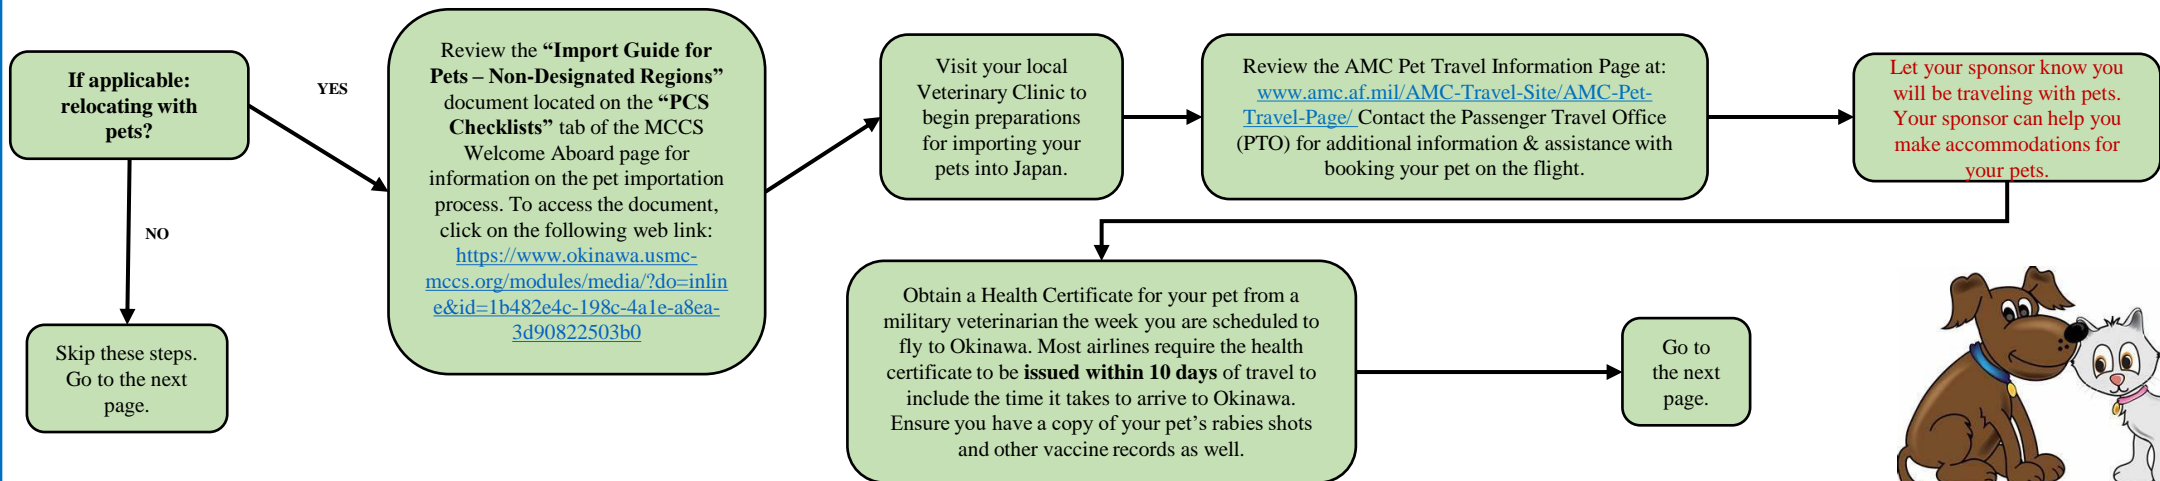 If applicable:
relocating with
pets?
YES
NO
Skip these steps.
Go to the next
page.
Review the “Import Guide for
Pets – Non-Designated Regions”
document located on the “PCS
Checklists” tab of the MCCS
Welcome Aboard page for
information on the pet importation
process. To access the document,
click on the following web link:
https://www.okinawa.usmc-
mccs.org/modules/media/?do=inlin
e&id=1b482e4c-198c-4a1e-a8ea-
3d90822503b0
Visit your local
Veterinary Clinic to
begin preparations
for importing your
pets into Japan.
Review the AMC Pet Travel Information Page at:
www.amc.af.mil/AMC-Travel-Site/AMC-Pet-
Travel-Page/ Contact the Passenger Travel Office
(PTO) for additional information & assistance with
booking your pet on the flight.
Let your sponsor know you
will be traveling with pets.
Your sponsor can help you
make accommodations for
your pets.
Obtain a Health Certificate for your pet from a
military veterinarian the week you are scheduled to
fly to Okinawa. Most airlines require the health
certificate to be issued within 10 days of travel to
include the time it takes to arrive to Okinawa.
Ensure you have a copy of your pet’s rabies shots
and other vaccine records as well.
Go to
the next
page.